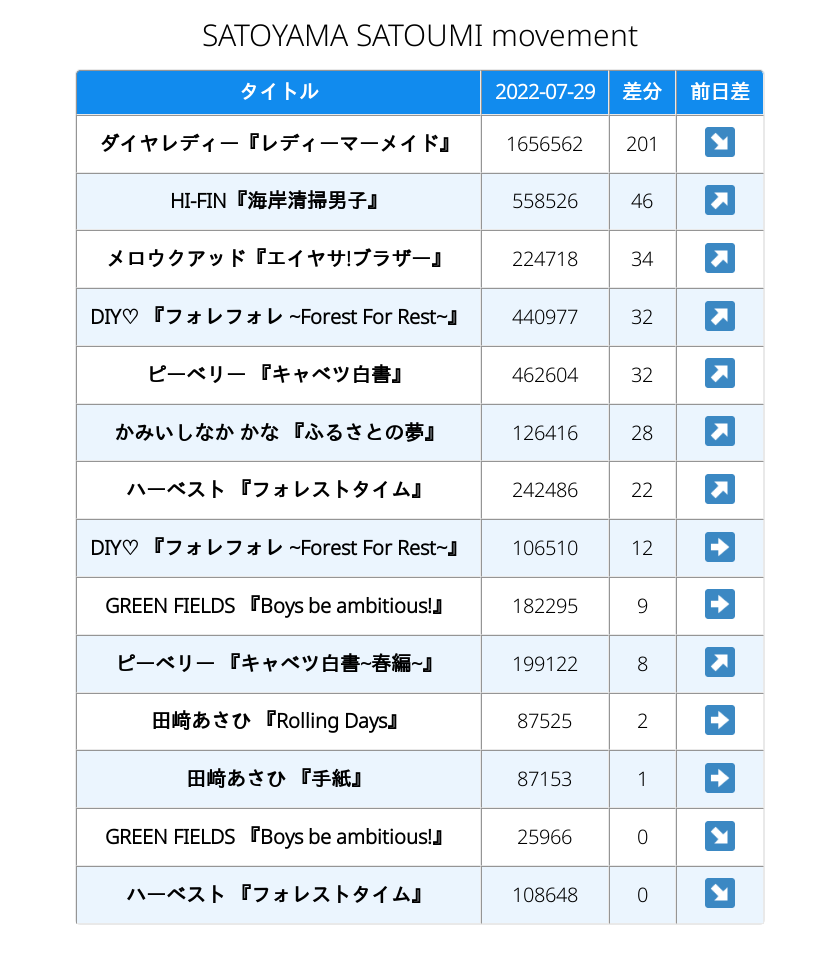 SATOYAMA SATOUMI movement
タイトル 2022-07-29 差分 前日差
ダイヤレディー『レディーマーメイド』 1656562 201 ↘
HI-FIN『海岸清掃男子』 558526 46 ↗
メロウクアッド『エイヤサ!ブラザー』 224718 34 ↗
DIY♡ 『フォレフォレ ~Forest For Rest~』 440977 32 ↗
ピーベリー 『キャベツ白書』 462604 32 ↗
かみいしなか かな 『ふるさとの夢』 126416 28 ↗
ハーベスト 『フォレストタイム』 242486 22 ↗
DIY♡ 『フォレフォレ ~Forest For Rest~』 106510 12 ➡
GREEN FIELDS 『Boys be ambitious!』 182295 9 ➡
ピーベリー 『キャベツ白書~春編~』 199122 8 ↗
田﨑あさひ 『Rolling Days』 87525 2 ➡
田﨑あさひ 『手紙』 87153 1 ➡
GREEN FIELDS 『Boys be ambitious!』 25966 0 ↘
ハーベスト 『フォレストタイム』 108648 0 ↘